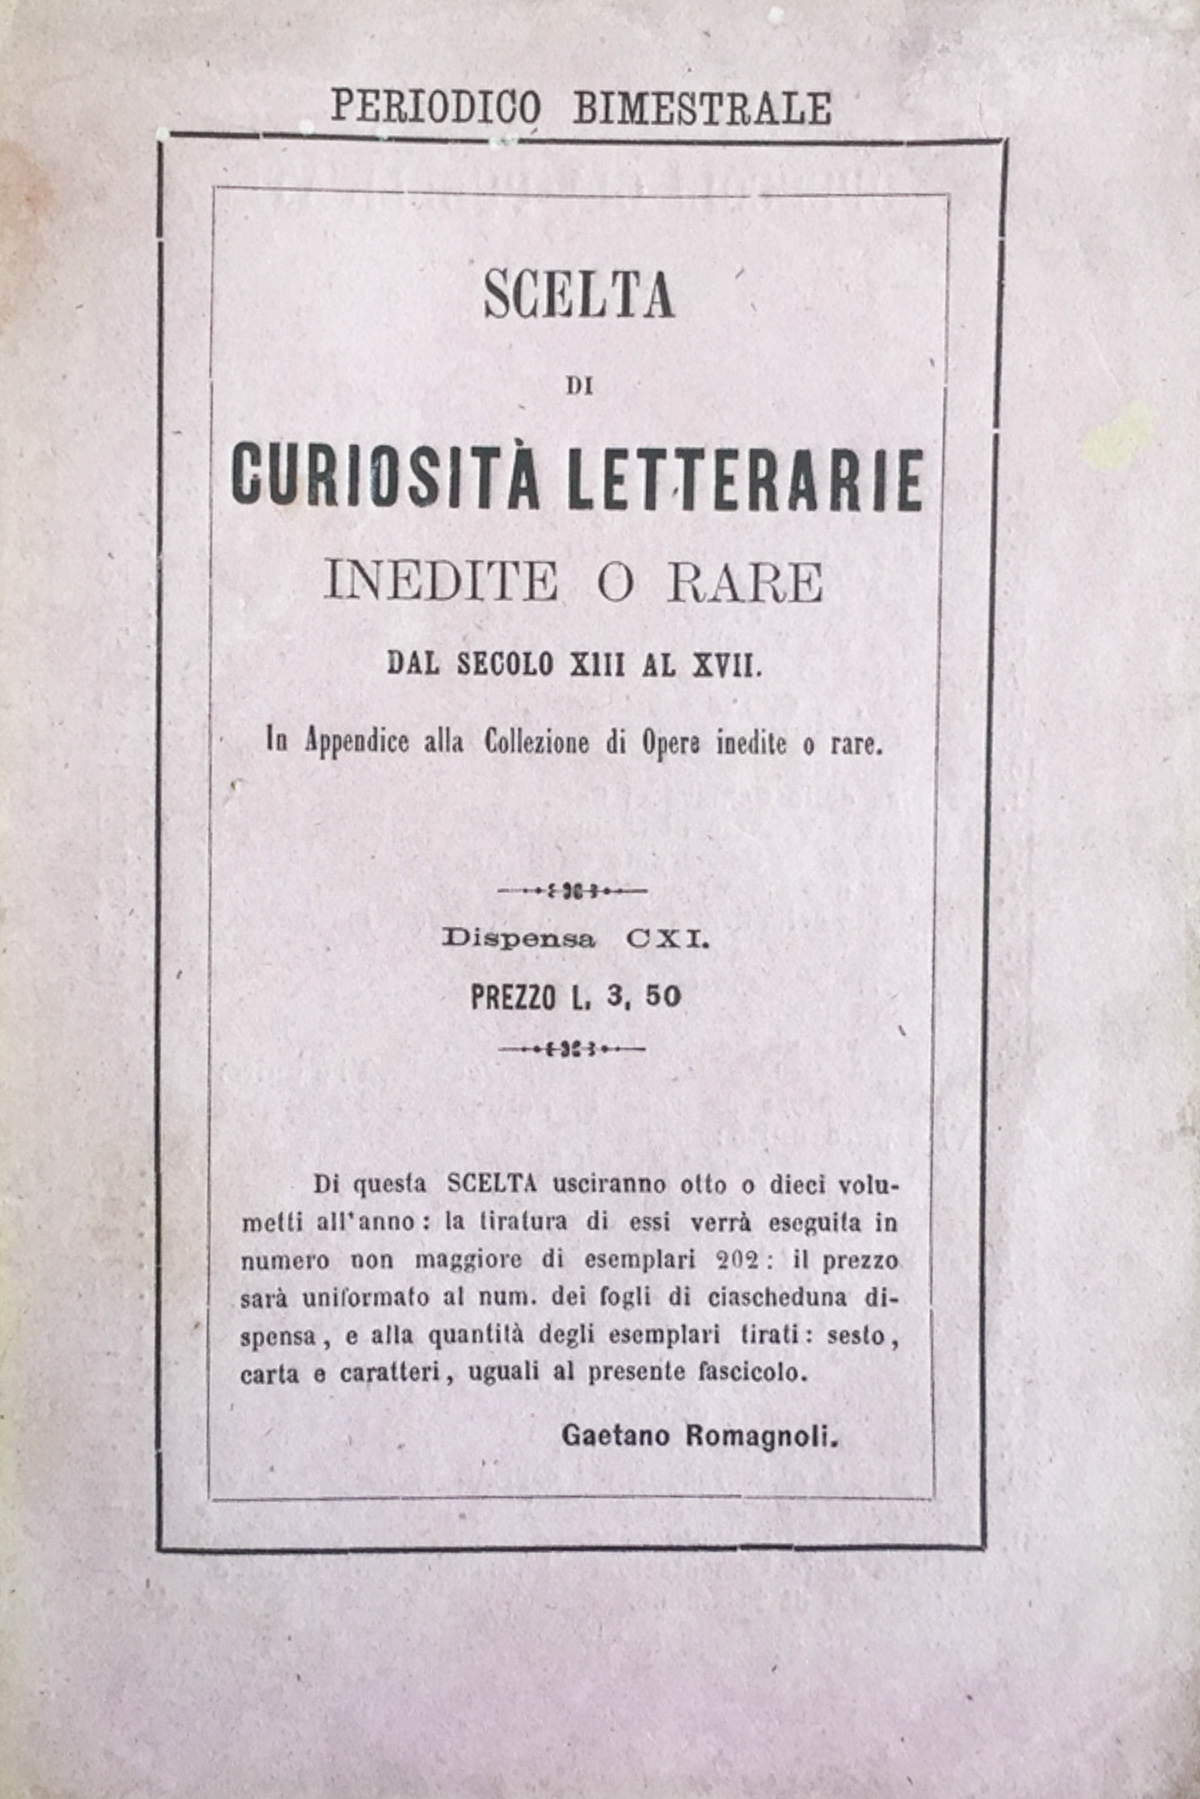 PERIODICO BIMESTRALE
SCELTA
DI
CURIOSITÀ LETTERARIE
INEDITE O RARE
DAL SECOLO XIII AL XVII.
In Appendice alla Collezione di Opere inedite o rare.
Dispensa CXI.
PREZZO L. 3, 50
Di questa SCELTA usciranno otto o dieci volu-
metti all'anno: la tiratura di essi verrà eseguita in
numero non maggiore di esemplari 202: il prezzo
sarà uniformato al num. dei fogli di ciascheduna di-
spensa, e alla quantità degli esemplari tirati: sesto,
carta e caratteri, uguali al presente fascicolo.
Gaetano Romagnoli.